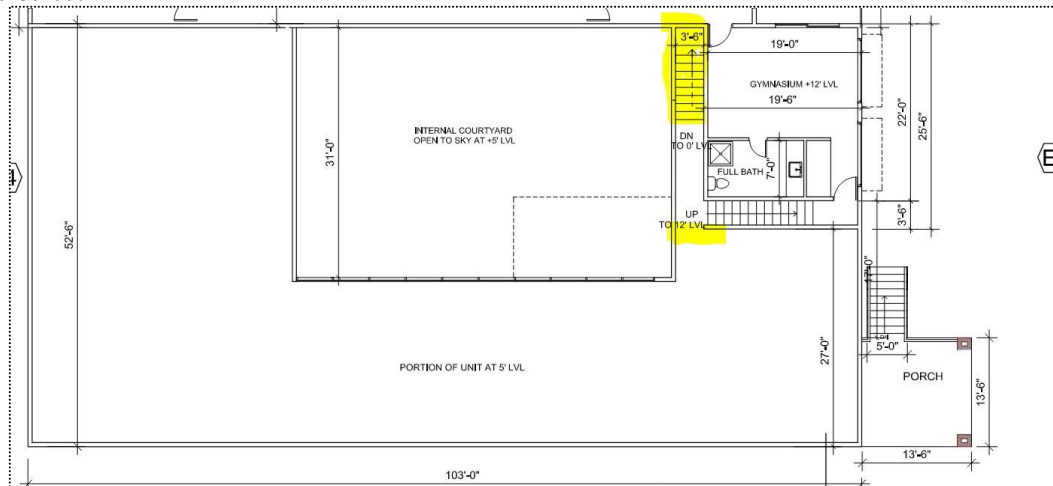 3'-6"
19'-0"
GYMNASIUM +12' LVL
19'-6"
22'-0"
25'-6"
INTERNAL COURTYARD
OPEN TO SKY AT +5' LVL
31'-0"
DN
TO 0' LVL
FULL BATH
7'-0"
UP
TO 12' LVL
3'-6"
52'-6"
27'-0"
5'-0"
PORTION OF UNIT AT 5' LVL
PORCH
13'-6"
13'-6"
103'-0"